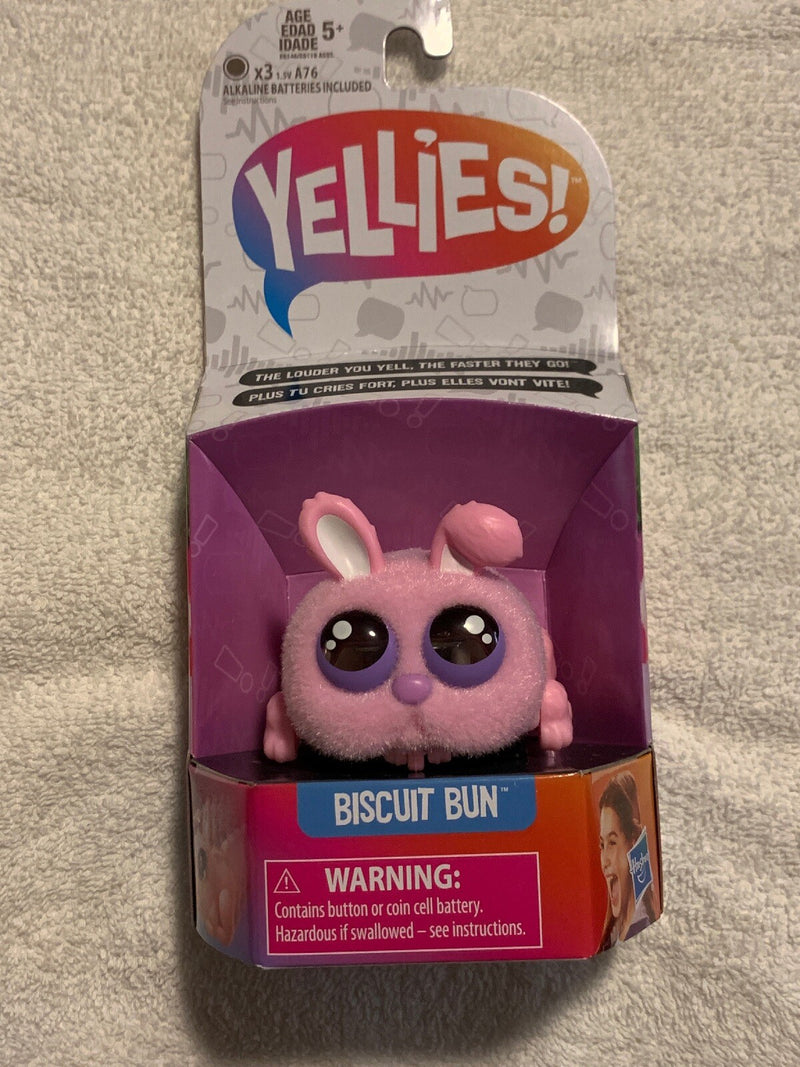 AGE
EDAD 5+
IDADE
x3 1.5V A76
ALKALINE BATTERIES INCLUDED
See instructions
YELLIES!™
THE LOUDER YOU YELL, THE FASTER THEY GO!
PLUS TU CRIES FORT, PLUS ELLES VONT VITE!
BISCUIT BUN™
WARNING:
Contains button or coin cell battery.
Hazardous if swallowed – see instructions.
Hasbro